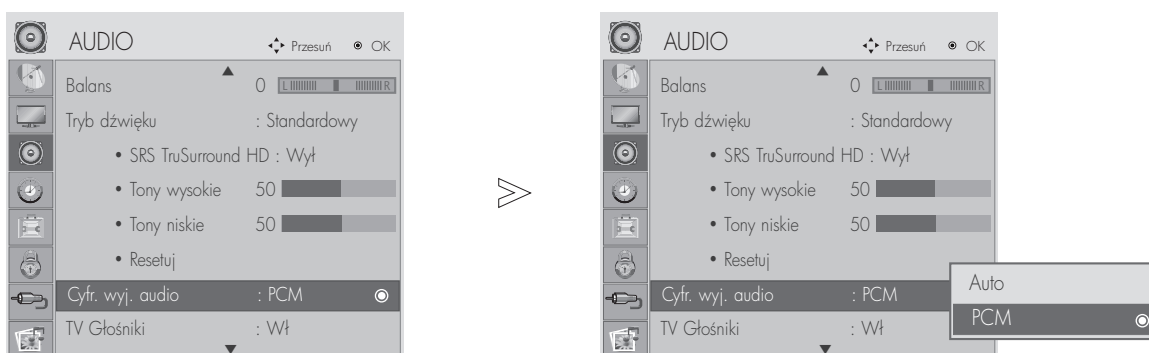 AUDIO Przesuń OK
Balans 0 L R
Tryb dźwięku : Standardowy
• SRS TruSurround HD : Wył
• Tony wysokie 50
• Tony niskie 50
• Resetuj
Cyfr. wyj. audio : PCM
TV Głośniki : Wł
AUDIO Przesuń OK
Balans 0 L R
Tryb dźwięku : Standardowy
• SRS TruSurround HD : Wył
• Tony wysokie 50
• Tony niskie 50
• Resetuj
Cyfr. wyj. audio : PCM
TV Głośniki : Wł
Auto
PCM